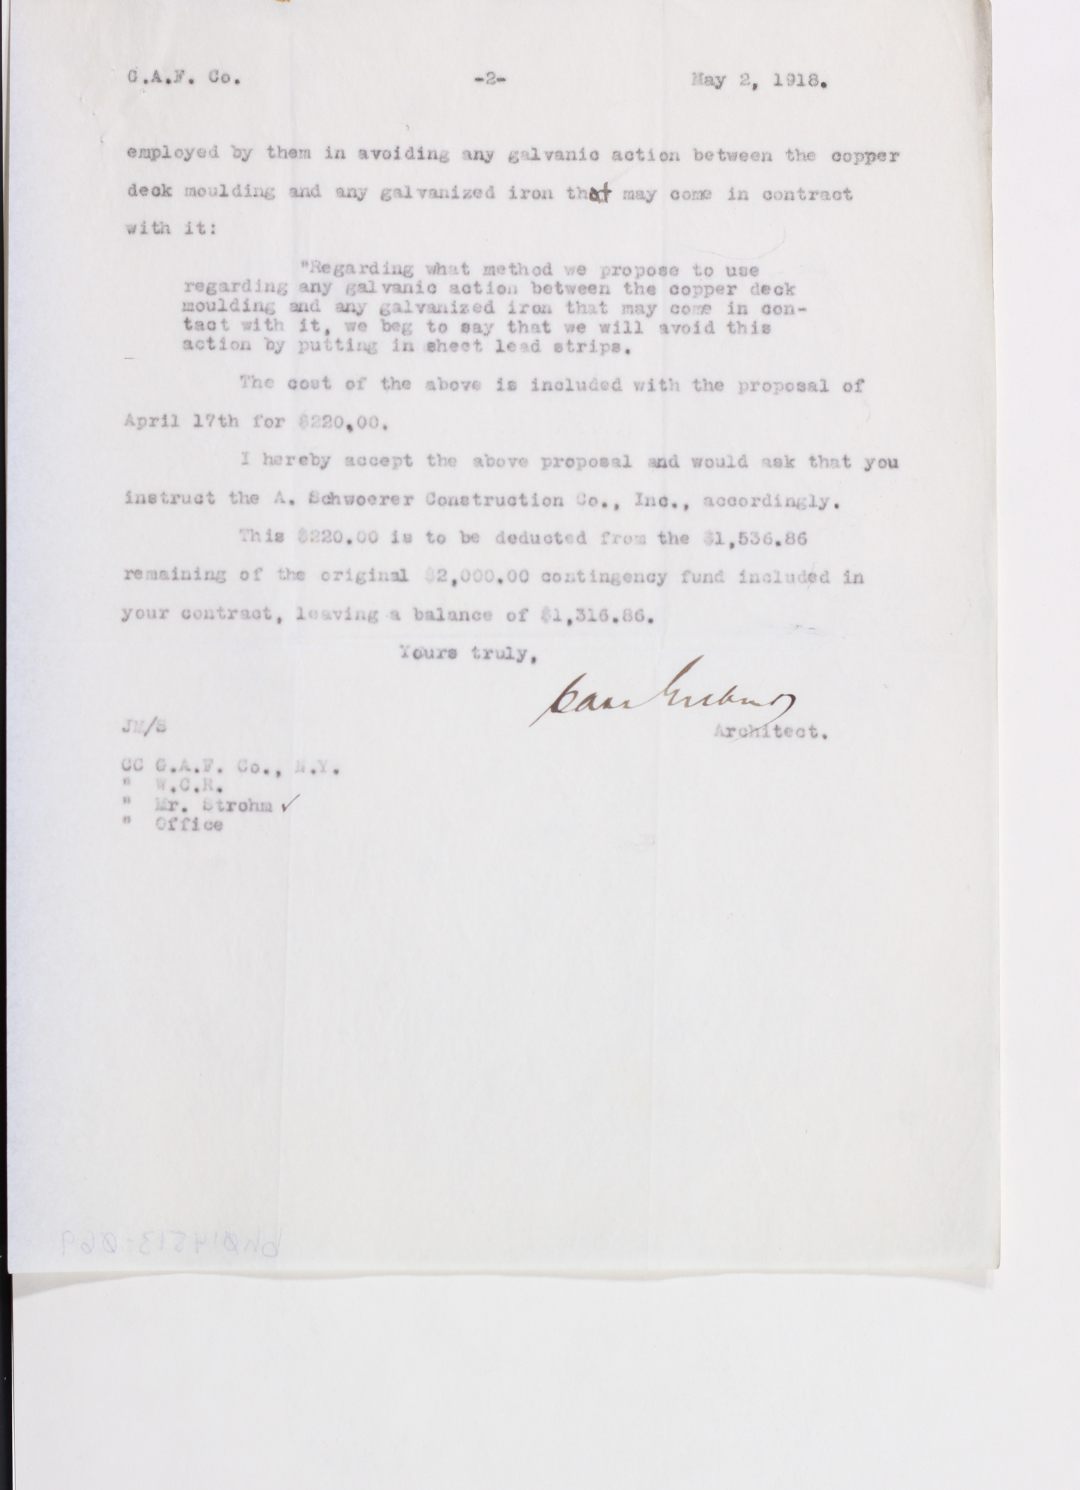 G.A.F. Co. -2- May 2, 1918.
employed by them in avoiding any galvanic action between the copper
deck moulding and any galvanized iron that may come in contract
with it:
"Regarding what method we propose to use
regarding any galvanic action between the copper deck
moulding and any galvanized iron that may come in con-
tact with it, we beg to say that we will avoid this
action by putting in sheet lead strips.
The cost of the above is included with the proposal of
April 17th for $220.00.
I hereby accept the above proposal and would ask that you
instruct the A. Schwoerer Construction Co., Inc., accordingly.
This $220.00 is to be deducted from the $1,536.86
remaining of the original $2,000.00 contingency fund included in
your contract, leaving a balance of $1,316.86.
Yours truly,
Cass Gilbert
Architect.
JM/S
CC G.A.F. Co., N.Y.
" W.C.R.
" Mr. Strohm ✓
" Office